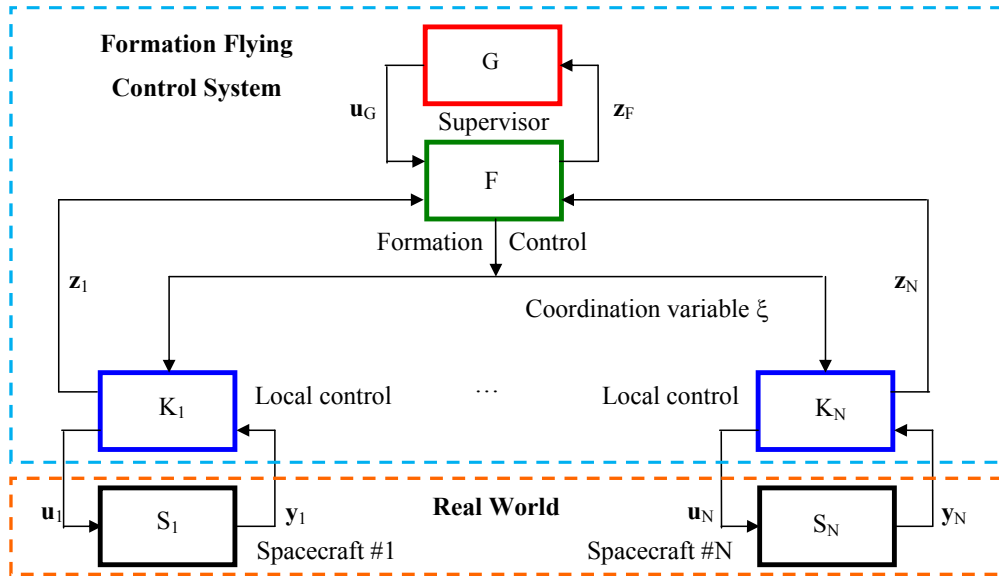 Formation Flying
Control System
G
u_G
z_F
Supervisor
F
Formation Control
z_1
z_N
Coordination variable ξ
K_1
Local control
...
Local control
K_N
u_1
S_1
y_1
Real World
u_N
S_N
y_N
Spacecraft #1
Spacecraft #N